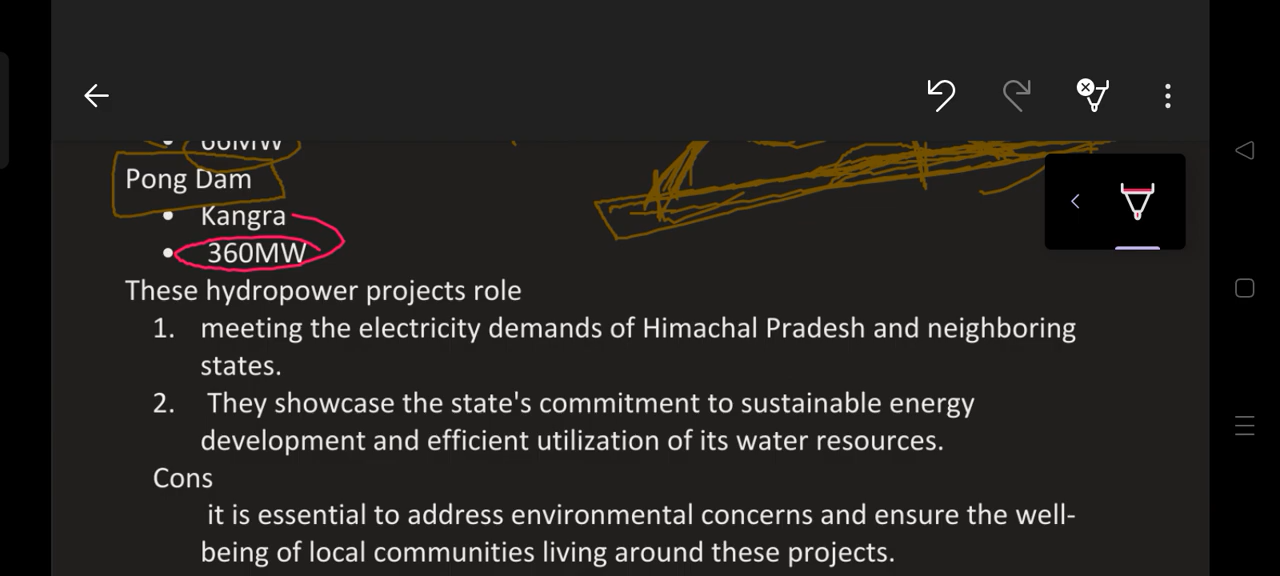 66MW
Pong Dam
• Kangra
• 360MW
These hydropower projects role
1. meeting the electricity demands of Himachal Pradesh and neighboring
states.
2. They showcase the state's commitment to sustainable energy
development and efficient utilization of its water resources.
Cons
it is essential to address environmental concerns and ensure the well-
being of local communities living around these projects.